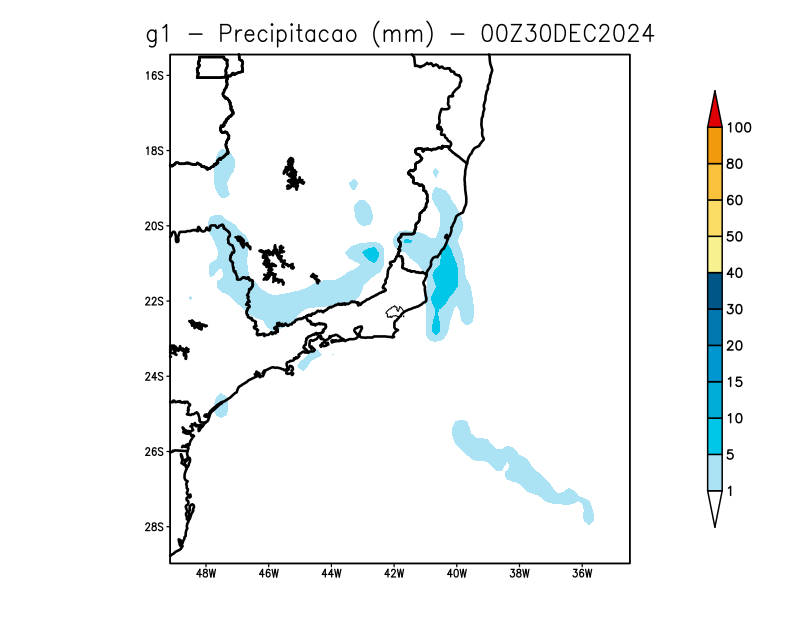 g1 – Precipitacao (mm) – 00Z30DEC2024
16S
18S
20S
22S
24S
26S
28S
48W 46W 44W 42W 40W 38W 36W
100
80
60
50
40
30
20
15
10
5
1